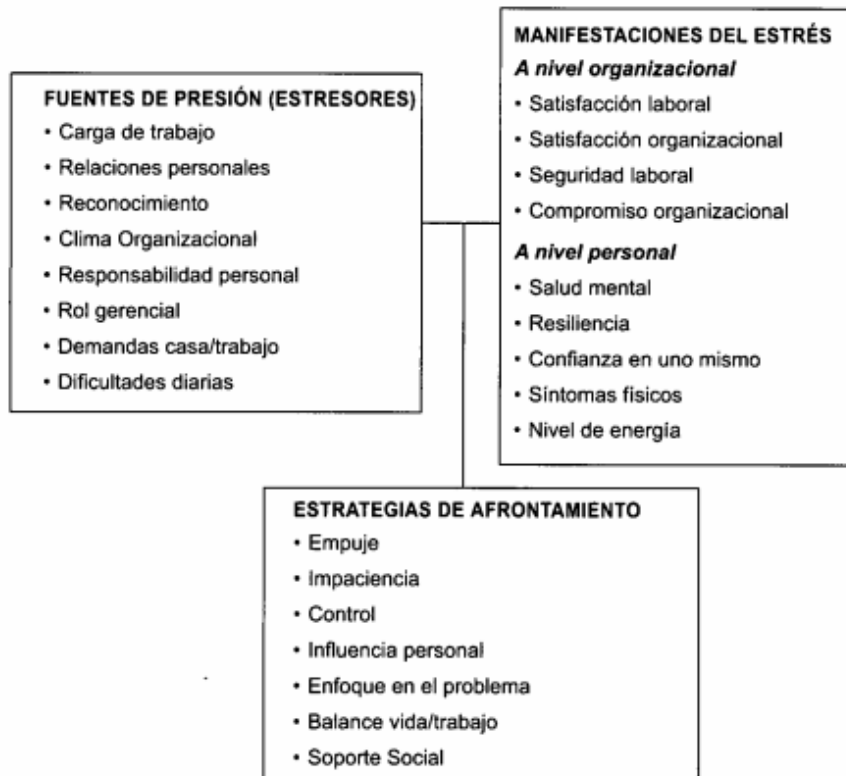 FUENTES DE PRESIÓN (ESTRESORES)
• Carga de trabajo
• Relaciones personales
• Reconocimiento
• Clima Organizacional
• Responsabilidad personal
• Rol gerencial
• Demandas casa/trabajo
• Dificultades diarias
MANIFESTACIONES DEL ESTRÉS
A nivel organizacional
• Satisfacción laboral
• Satisfacción organizacional
• Seguridad laboral
• Compromiso organizacional
A nivel personal
• Salud mental
• Resiliencia
• Confianza en uno mismo
• Síntomas físicos
• Nivel de energía
ESTRATEGIAS DE AFRONTAMIENTO
• Empuje
• Impaciencia
• Control
• Influencia personal
• Enfoque en el problema
• Balance vida/trabajo
• Soporte Social